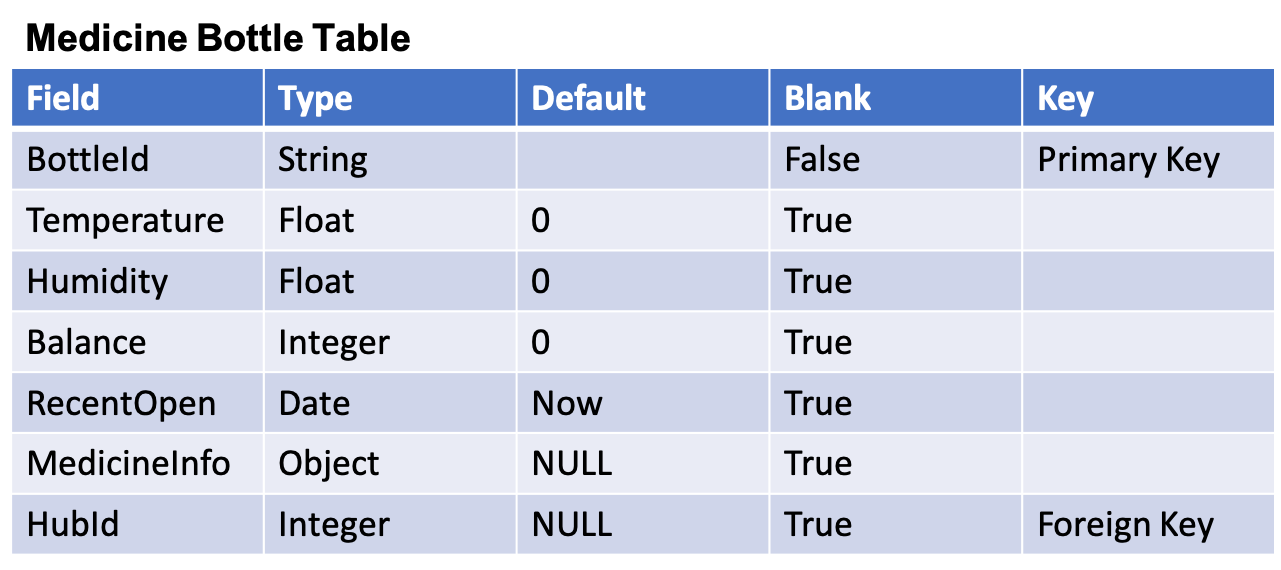 Medicine Bottle Table
Field Type Default Blank Key
BottleId String False Primary Key
Temperature Float 0 True
Humidity Float 0 True
Balance Integer 0 True
RecentOpen Date Now True
MedicineInfo Object NULL True
HubId Integer NULL True Foreign Key